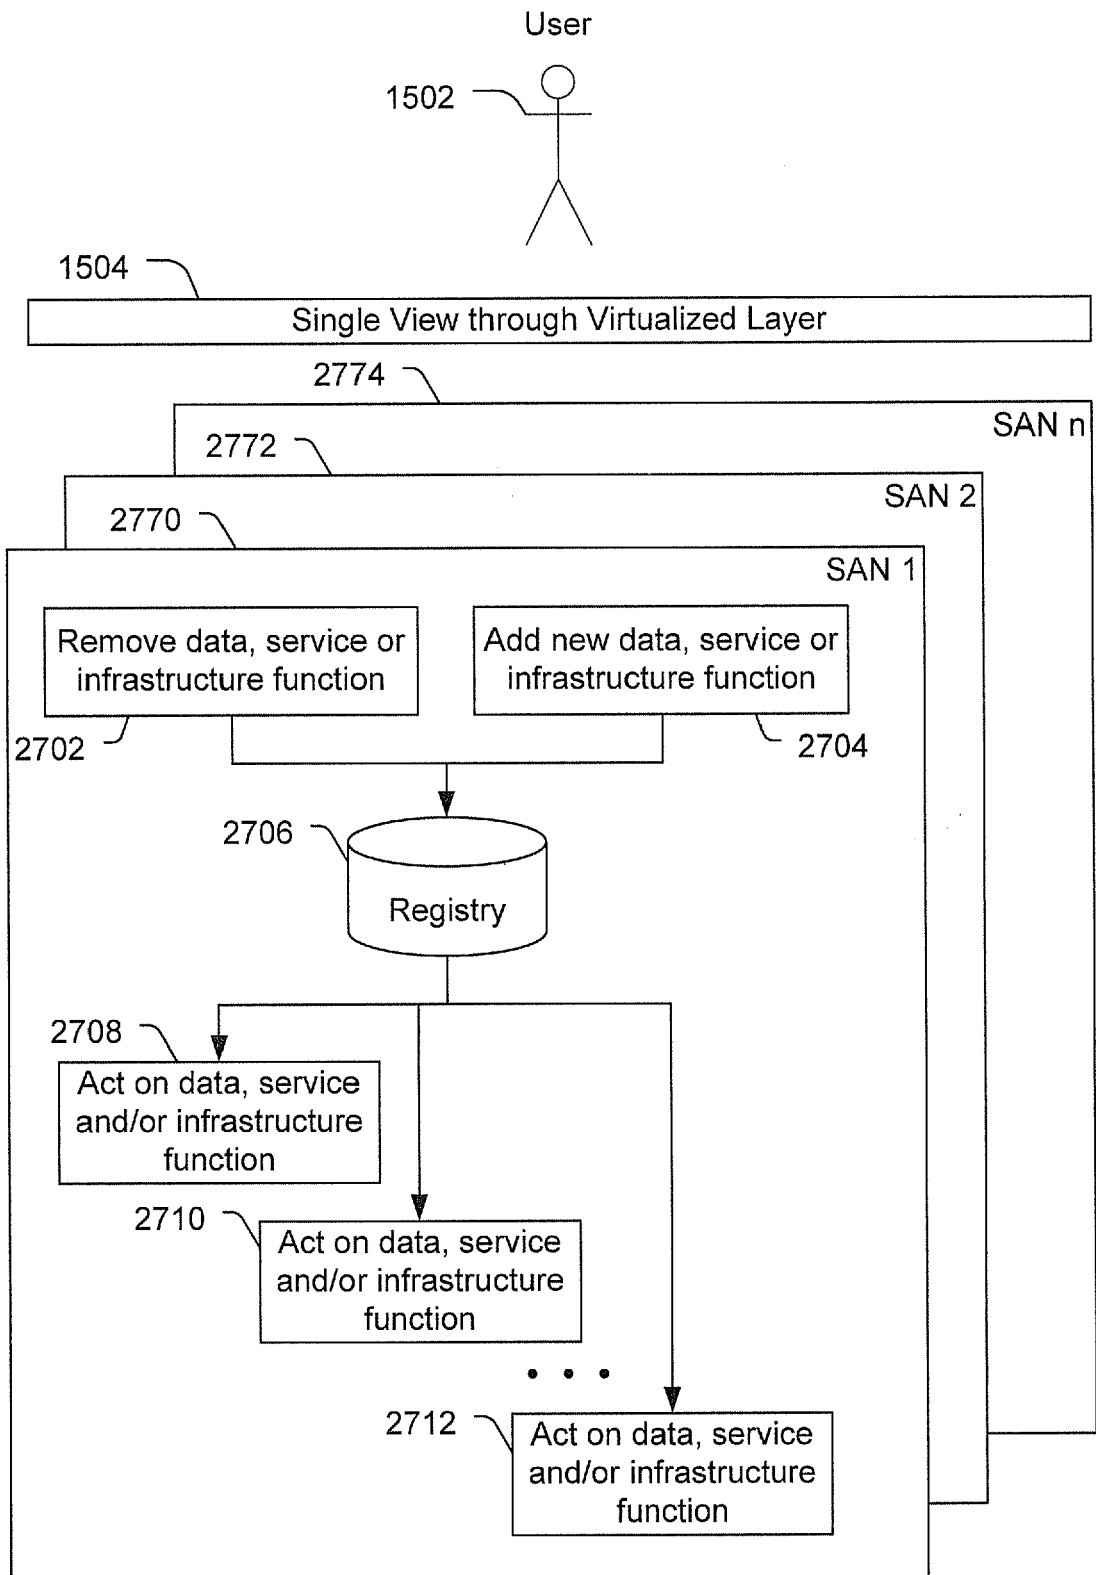 User
1502
1504
Single View through Virtualized Layer
2774
SAN n
2772
SAN 2
2770
SAN 1
Remove data, service or
infrastructure function
Add new data, service or
infrastructure function
2702
2704
2706
Registry
2708
Act on data, service
and/or infrastructure
function
2710
Act on data, service
and/or infrastructure
function
2712
Act on data, service
and/or infrastructure
function